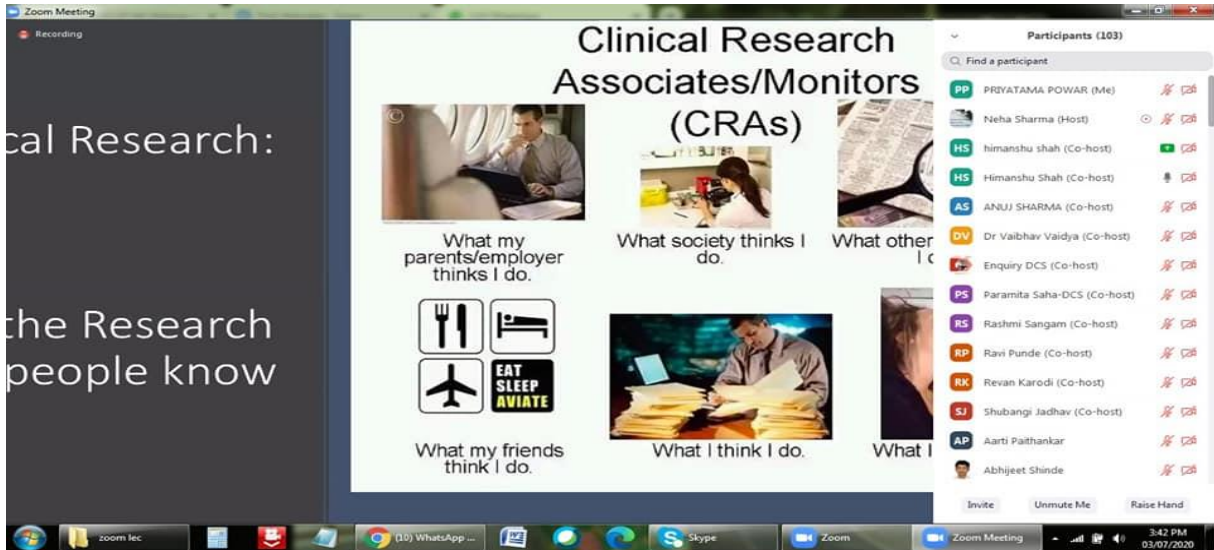 Zoom Meeting
Recording
cal Research:
the Research
people know
Clinical Research
Associates/Monitors
(CRAs)
©
What my
parents/employer
thinks I do.
What society thinks I
do.
What other
I c
EAT
SLEEP
AVIATE
What my friends
think I do.
What I think I do.
What I
Participants (103)
Find a participant
PP PRIYATAMA POWAR (Me)
Neha Sharma (Host)
HS himanshu shah (Co-host)
HS Himanshu Shah (Co-host)
AS ANUJ SHARMA (Co-host)
DV Dr Vaibhav Vaidya (Co-host)
Enquiry DCS (Co-host)
PS Paramita Saha-DCS (Co-host)
RS Rashmi Sangam (Co-host)
RP Ravi Punde (Co-host)
RK Revan Karodi (Co-host)
SJ Shubangi Jadhav (Co-host)
AP Aarti Paithankar
Abhijeet Shinde
Invite Unmute Me Raise Hand
zoom lec
(10) WhatsApp ...
Skype
Zoom
Zoom Meeting
3:42 PM
03/07/2020